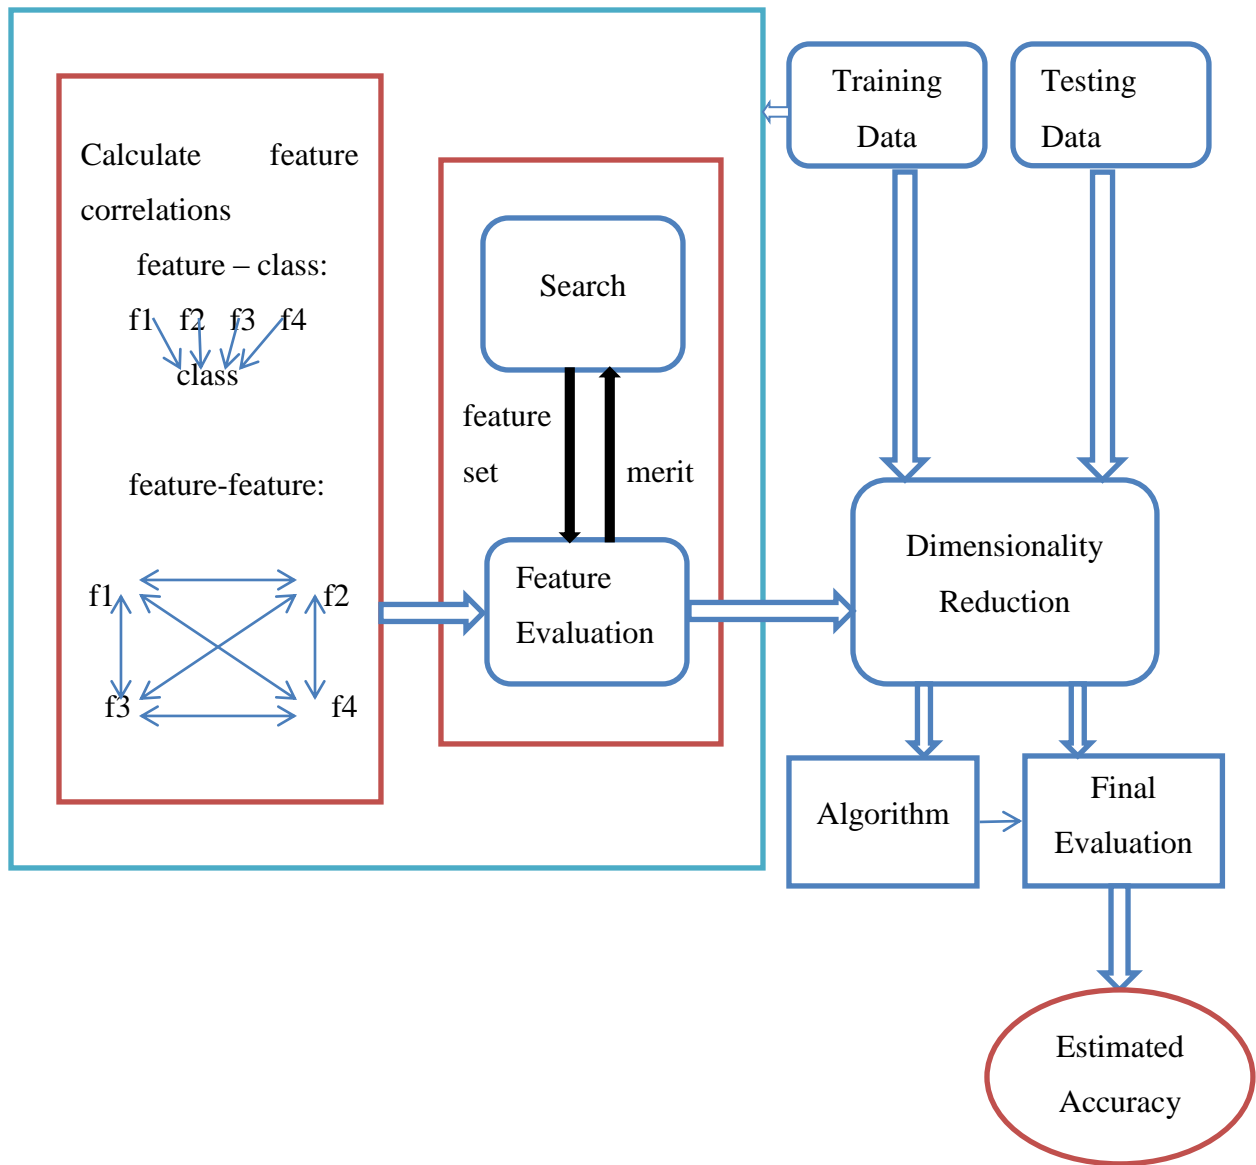 Calculate feature
correlations
feature – class:
f1 f2 f3 f4
class
feature-feature:
f1 f2
f3 f4
Search
feature
set
merit
Feature
Evaluation
Training
Data
Testing
Data
Dimensionality
Reduction
Algorithm
Final
Evaluation
Estimated
Accuracy